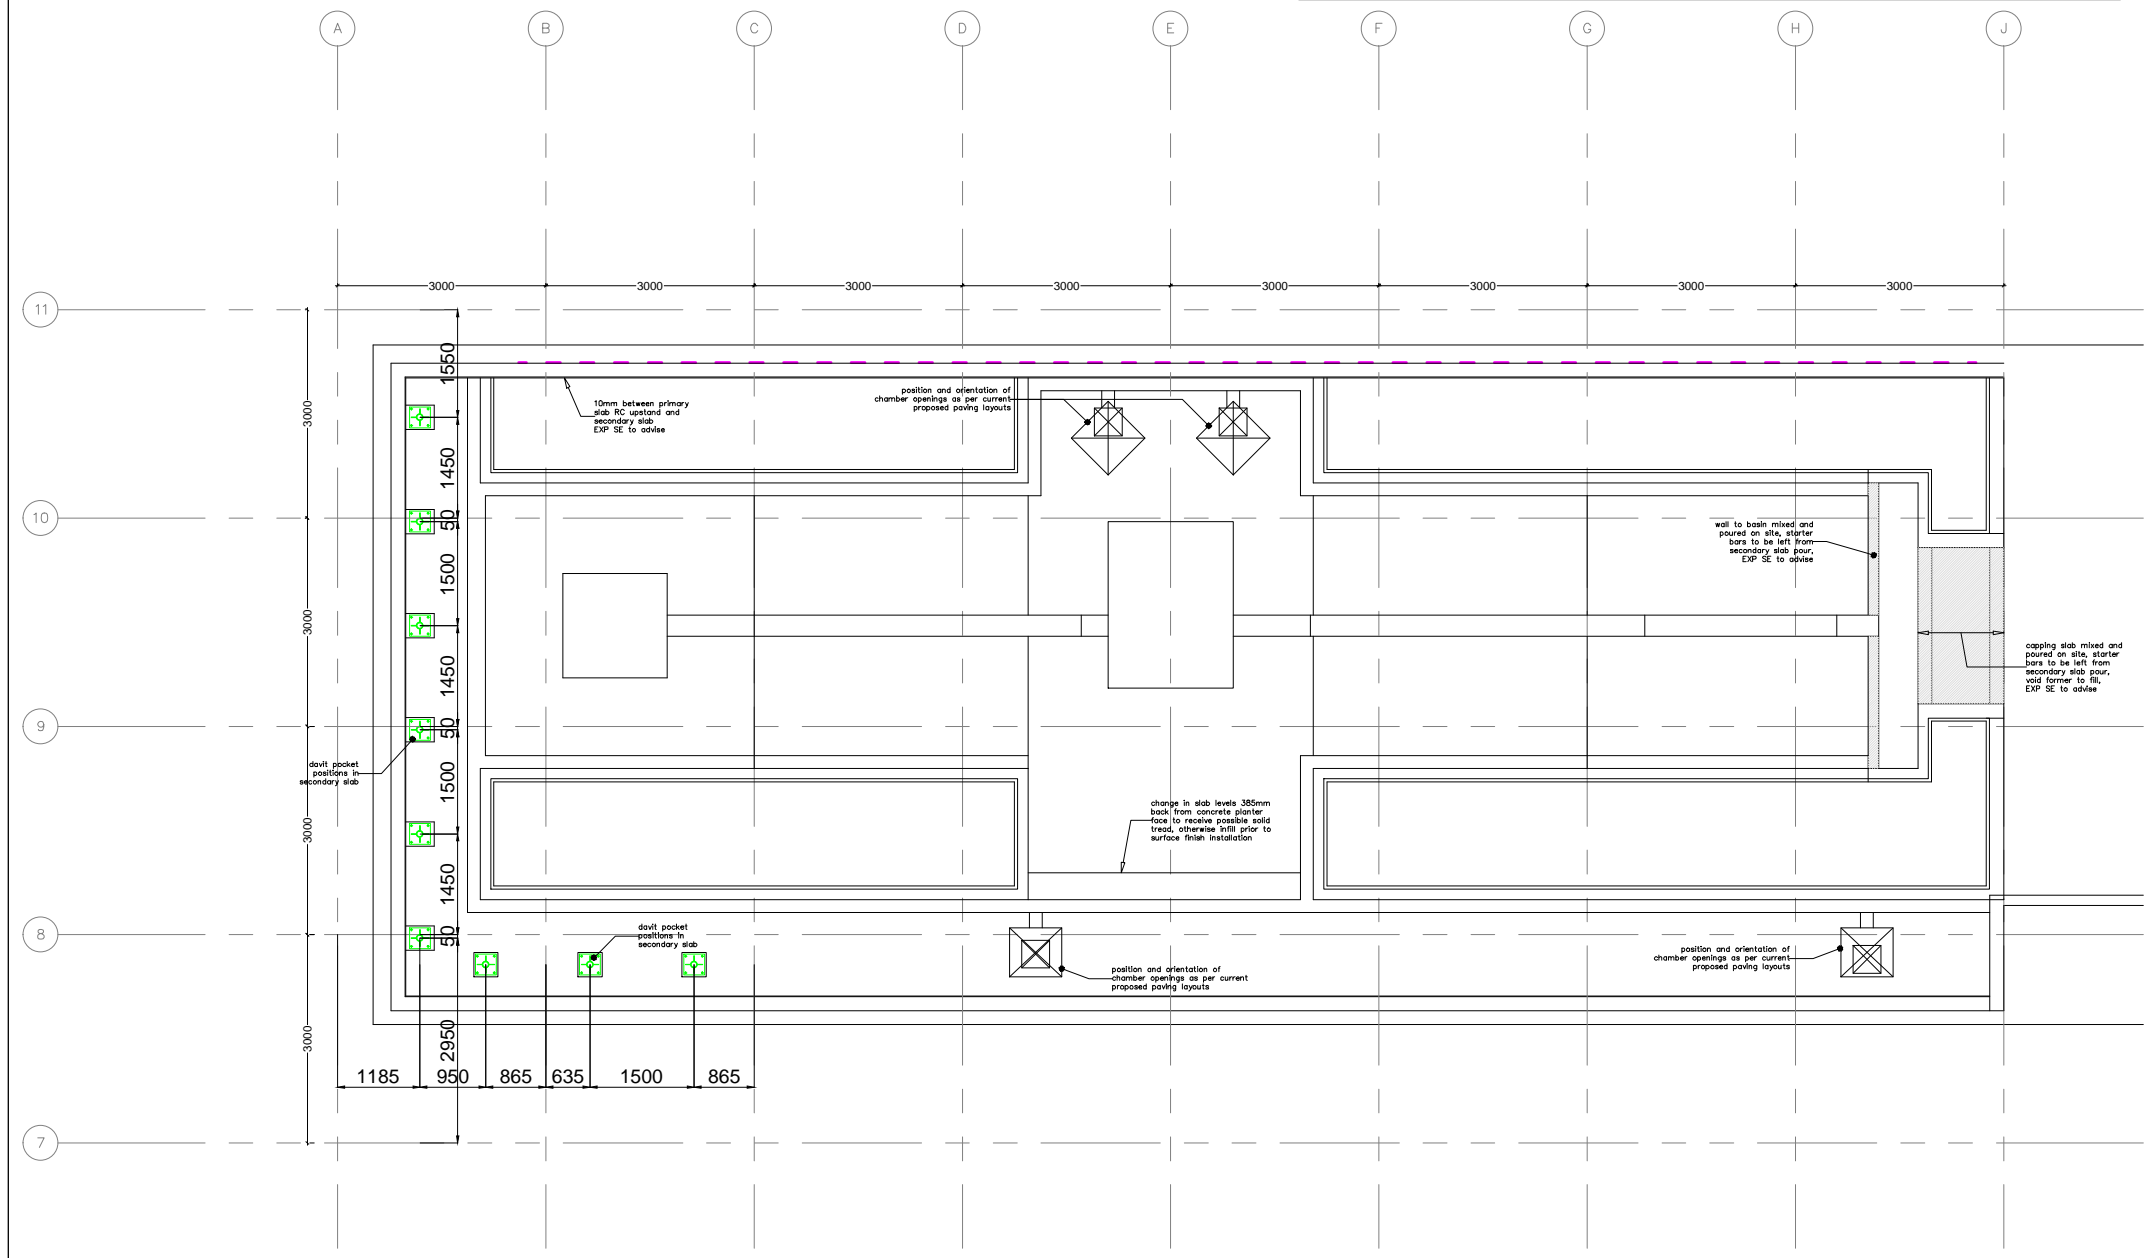 A B C D E F G H J
3000 3000 3000 3000 3000 3000 3000 3000
11
10
9
8
7
3000
3000
3000
3000
1550
1450
50
1500
1450
50
1500
1450
50
2950
10mm between primary
slab RC upstand and
secondary slab
EXP SE to advise
position and orientation of
chamber openings as per current
proposed paving layouts
wall to basin mixed and
poured on site, starter
bars to be left from
secondary slab pour,
EXP SE to advise
capping slab mixed and
poured on site, starter
bars to be left from
secondary slab pour,
void former to fill,
EXP SE to advise
davit pocket
positions in
secondary slab
change in slab levels 385mm
back from concrete planter
face to receive possible solid
tread, otherwise infill prior to
surface finish installation
davit pocket
positions in
secondary slab
position and orientation of
chamber openings as per current
proposed paving layouts
position and orientation of
chamber openings as per current
proposed paving layouts
1185 950 865 635 1500 865